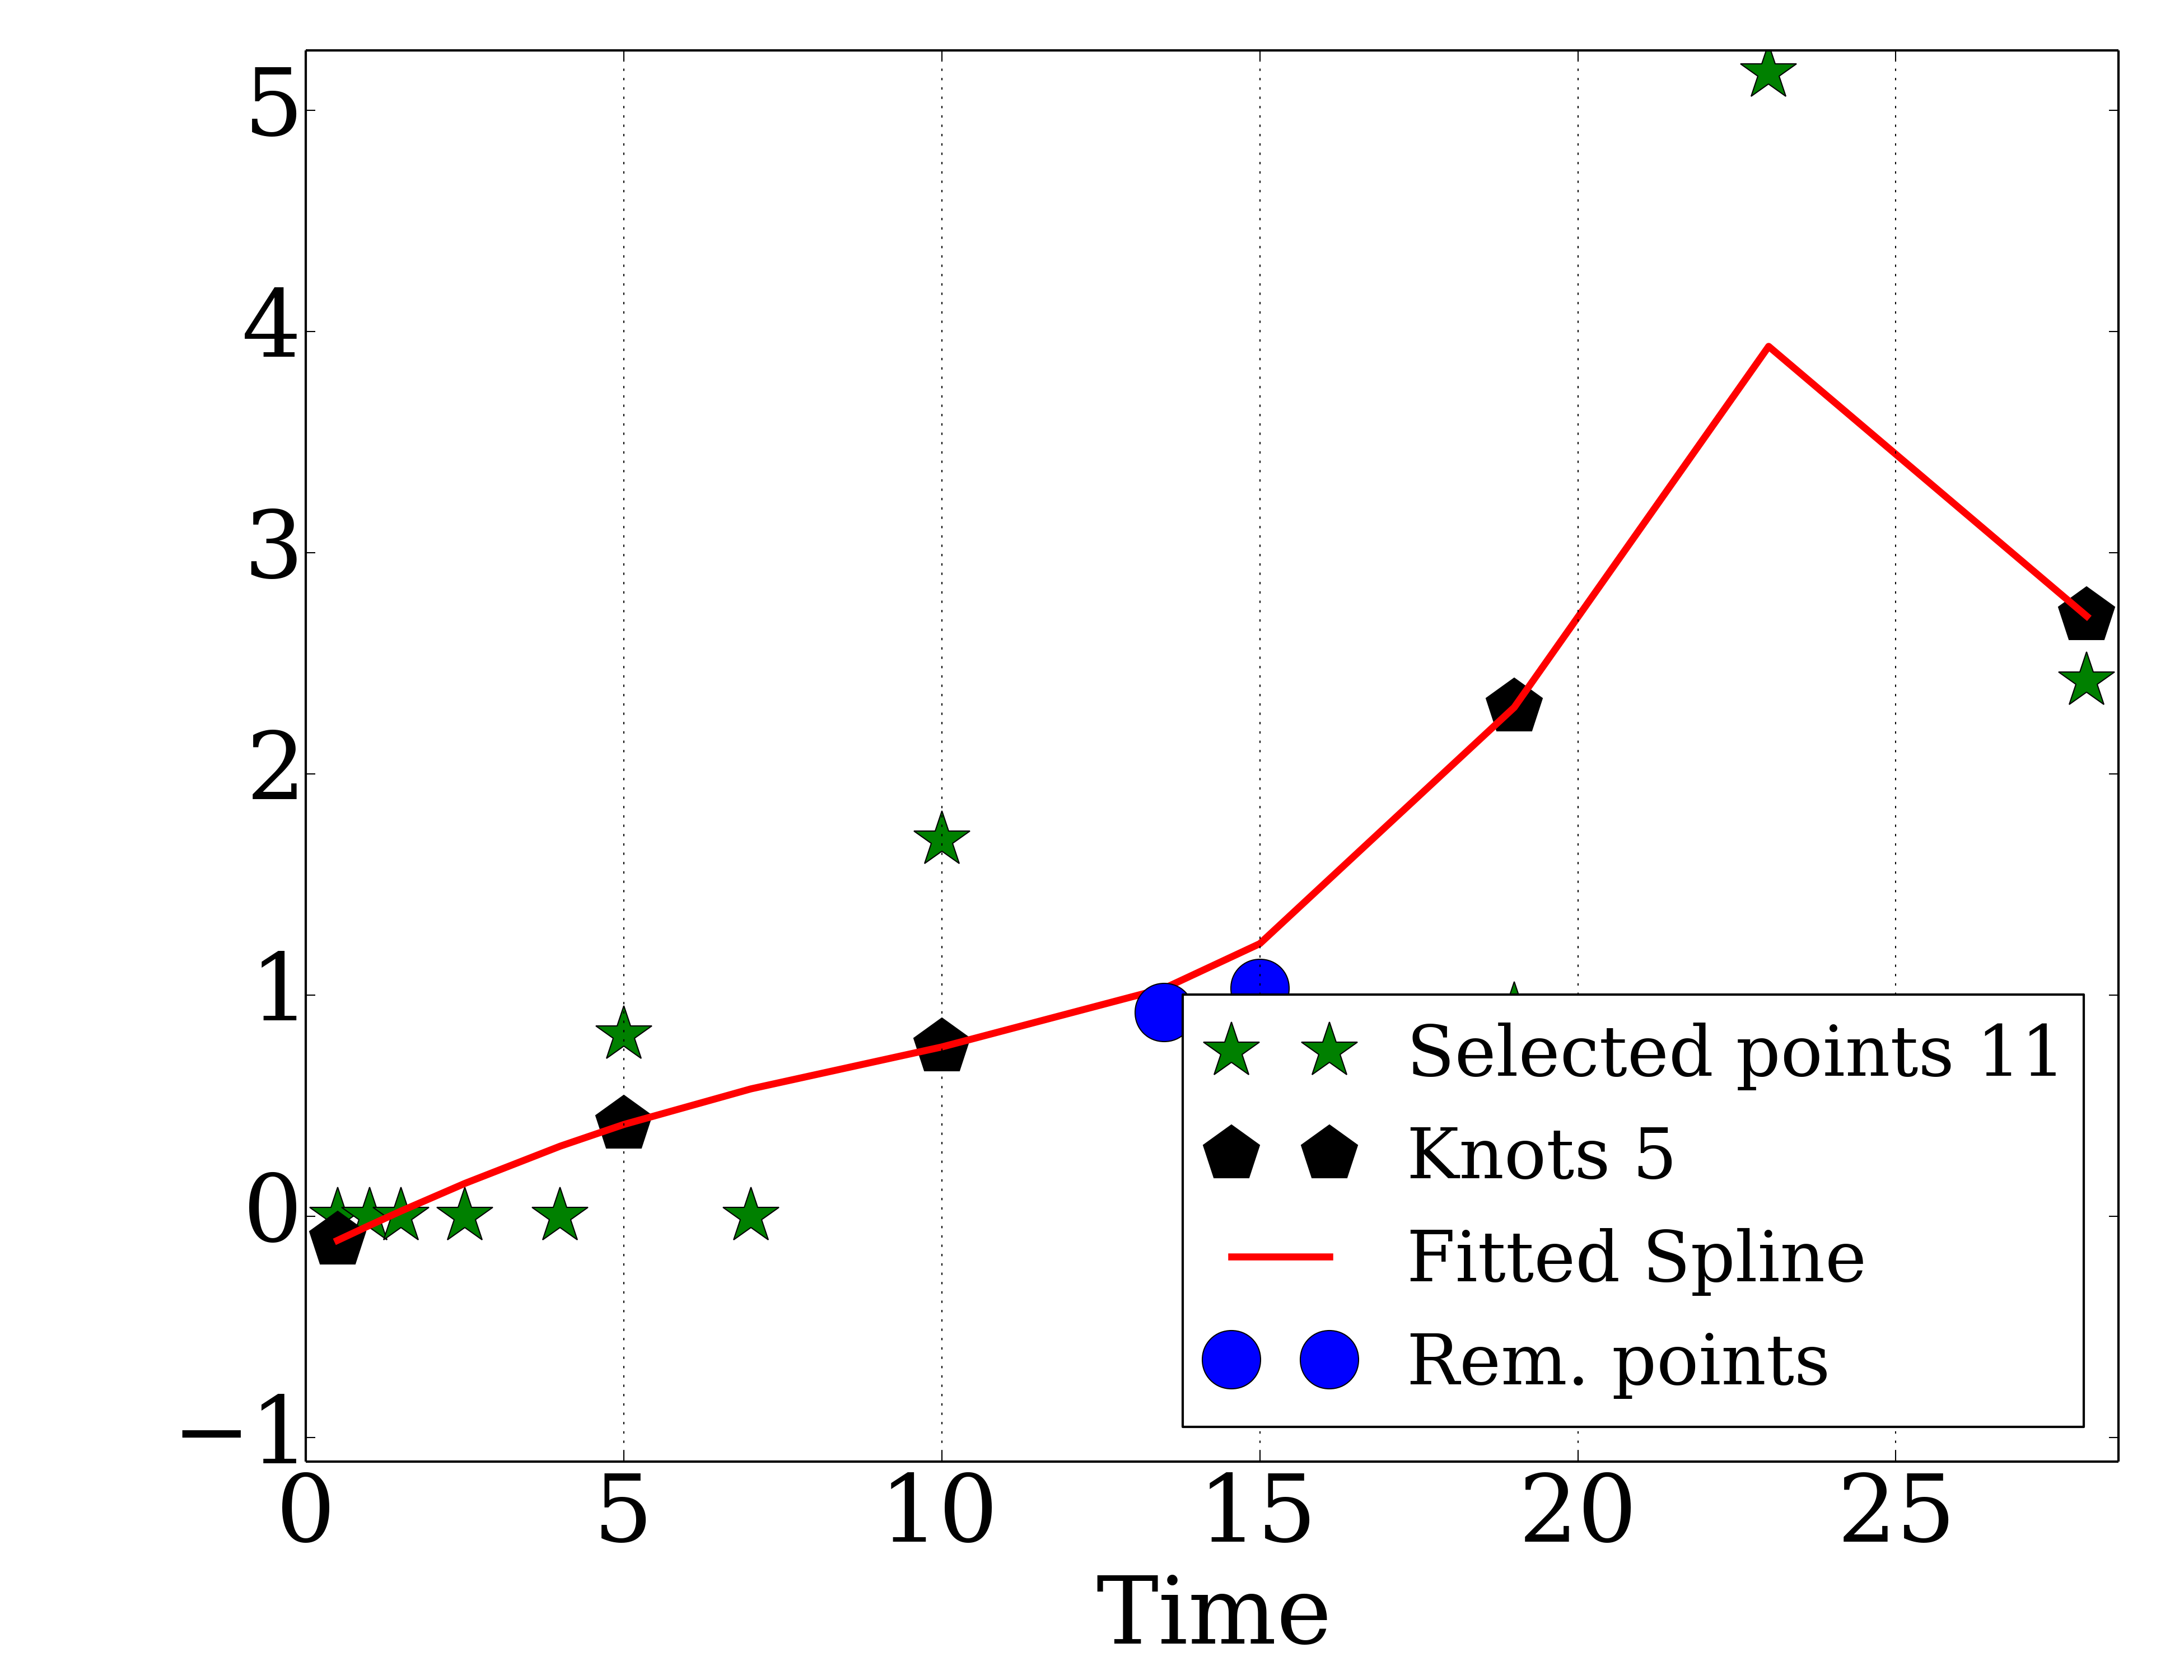 5
4
3
2
1
0
−1
0 5 10 15 20 25
Time
Selected points 11
Knots 5
Fitted Spline
Rem. points